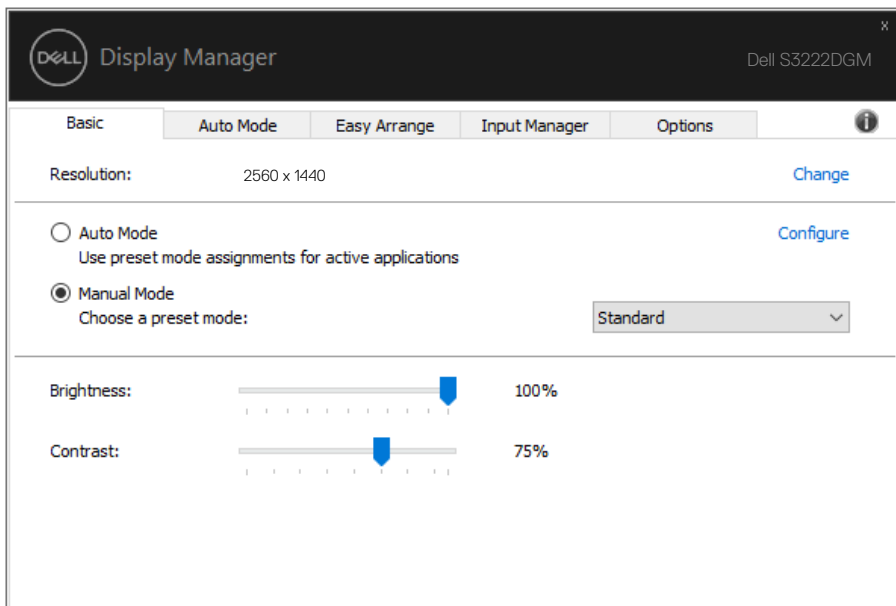 x
DELL Display Manager
Dell S3222DGM
Basic Auto Mode Easy Arrange Input Manager Options
Resolution: 2560 x 1440 Change
Auto Mode Configure
Use preset mode assignments for active applications
Manual Mode
Choose a preset mode: Standard
Brightness: 100%
Contrast: 75%